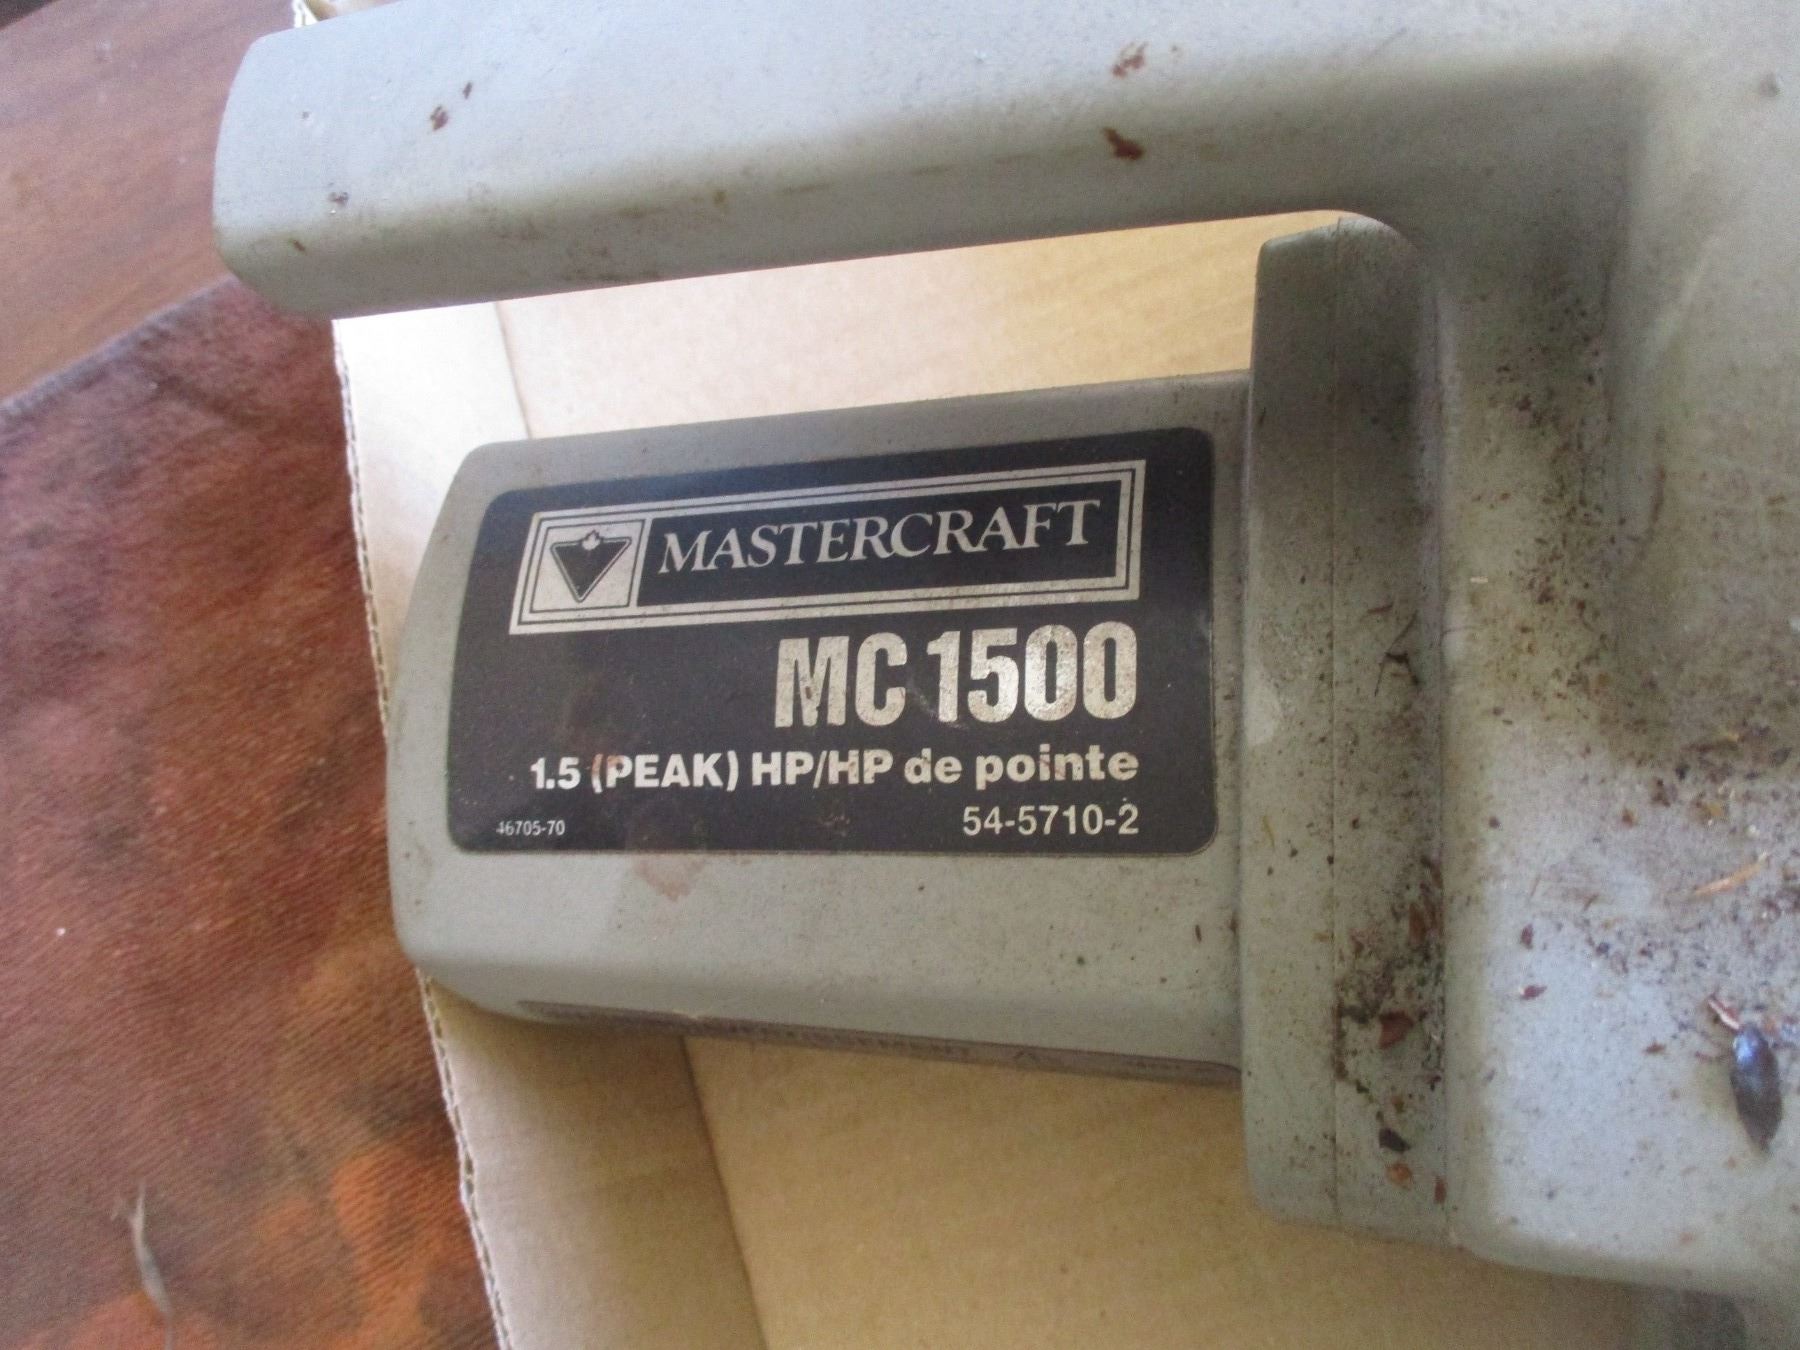 MASTERCRAFT
MC 1500
1.5 (PEAK) HP/HP de pointe
54-5710-2
46705-70